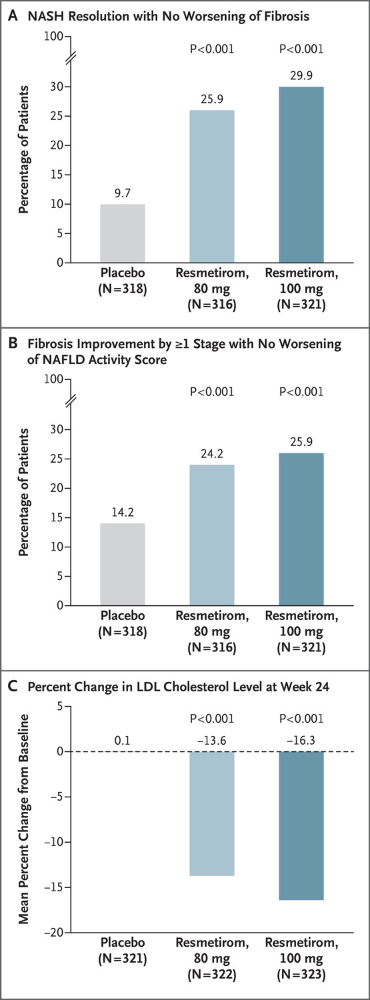 A NASH Resolution with No Worsening of Fibrosis
100
P<0.001 P<0.001
29.9
30
25.9
25
20
15
9.7
10
5
0
Percentage of Patients
Placebo Resmetirom, Resmetirom,
(N=318) 80 mg 100 mg
(N=316) (N=321)
B Fibrosis Improvement by ≥1 Stage with No Worsening
of NAFLD Activity Score
100
P<0.001 P<0.001
30
25.9
24.2
25
20
14.2
15
10
5
0
Percentage of Patients
Placebo Resmetirom, Resmetirom,
(N=318) 80 mg 100 mg
(N=316) (N=321)
C Percent Change in LDL Cholesterol Level at Week 24
5
P<0.001 P<0.001
0.1 –13.6 –16.3
0
–5
–10
–15
–20
Mean Percent Change from Baseline
Placebo Resmetirom, Resmetirom,
(N=321) 80 mg 100 mg
(N=322) (N=323)